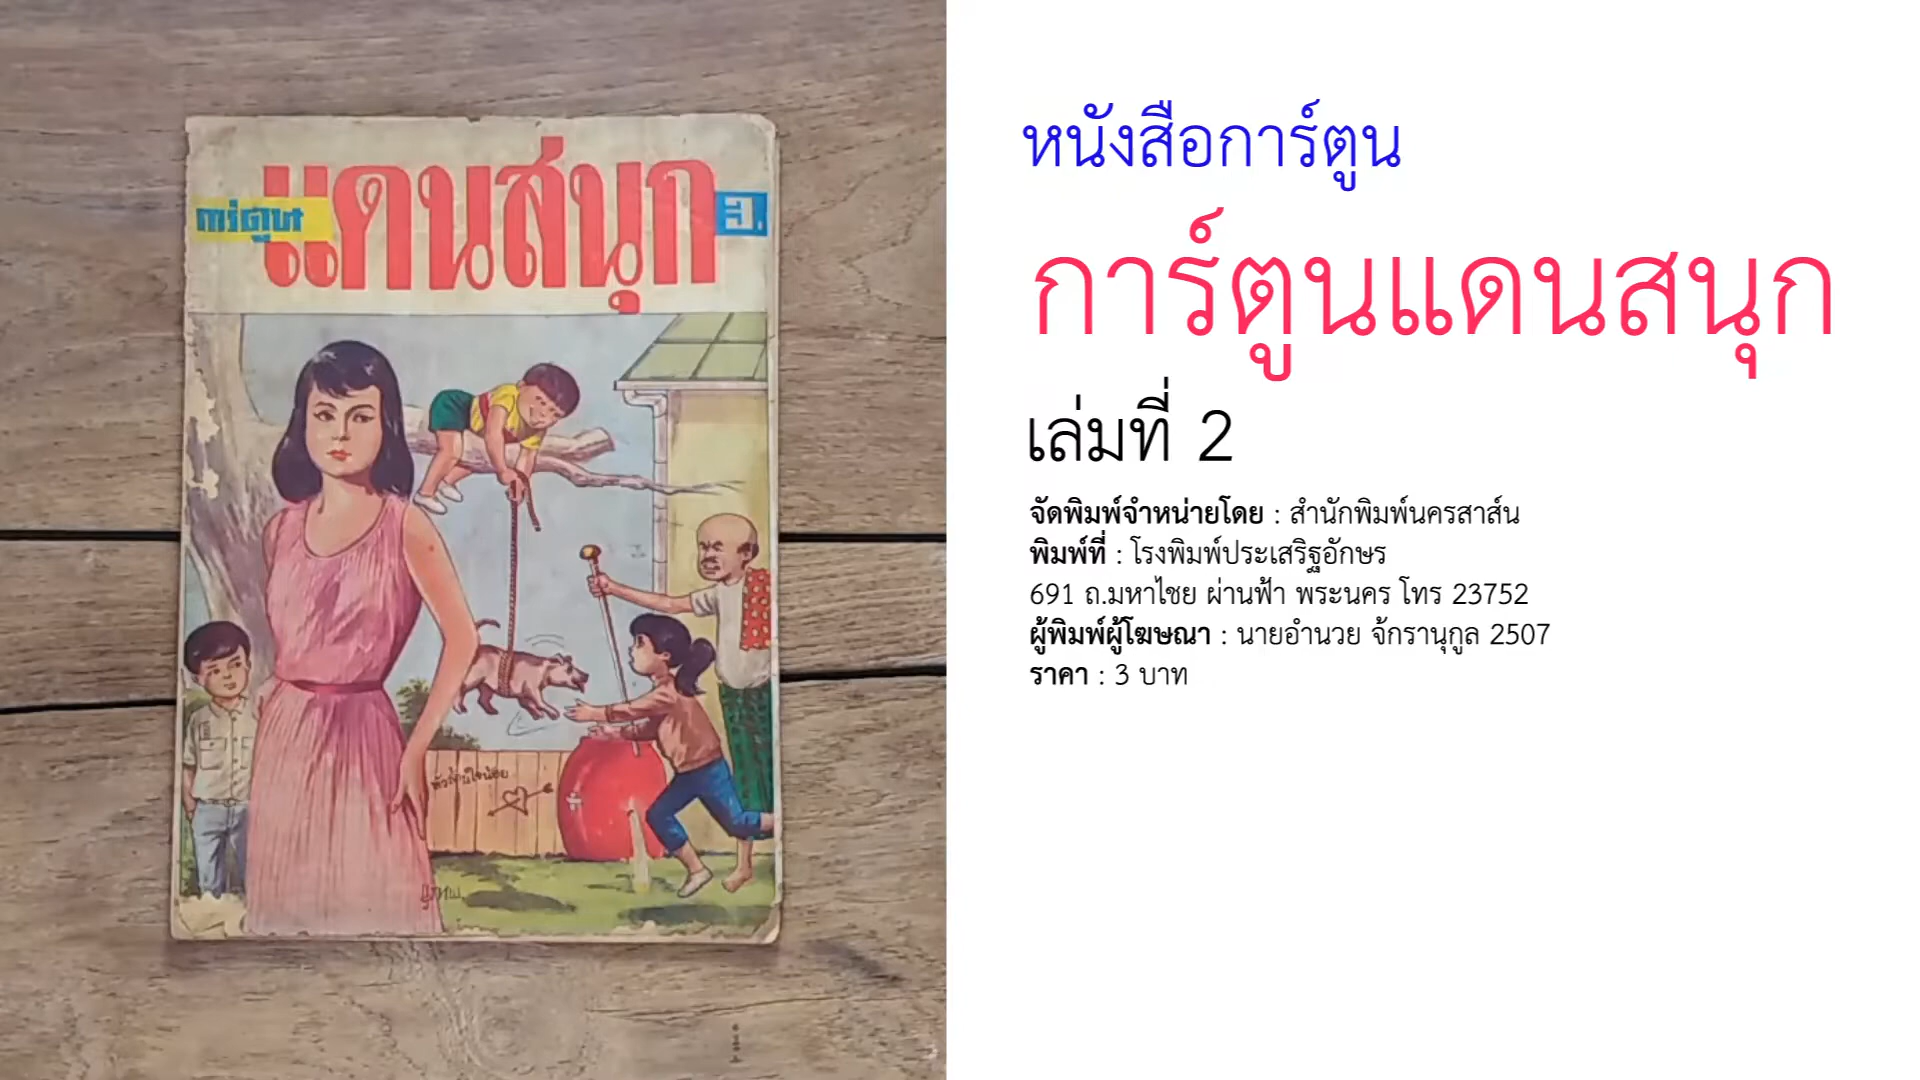 การ์ตูน
แดนสนุก
หนังสือการ์ตูน
การ์ตูนแดนสนุก
เล่มที่ 2
จัดพิมพ์จำหน่ายโดย : สำนักพิมพ์นครสาส์น
พิมพ์ที่ : โรงพิมพ์ประเสริฐอักษร
691 ถ.มหาไชย ผ่านฟ้า พระนคร โทร 23752
ผู้พิมพ์ผู้โฆษณา : นายอำนวย จ้กรานุกูล 2507
ราคา : 3 บาท